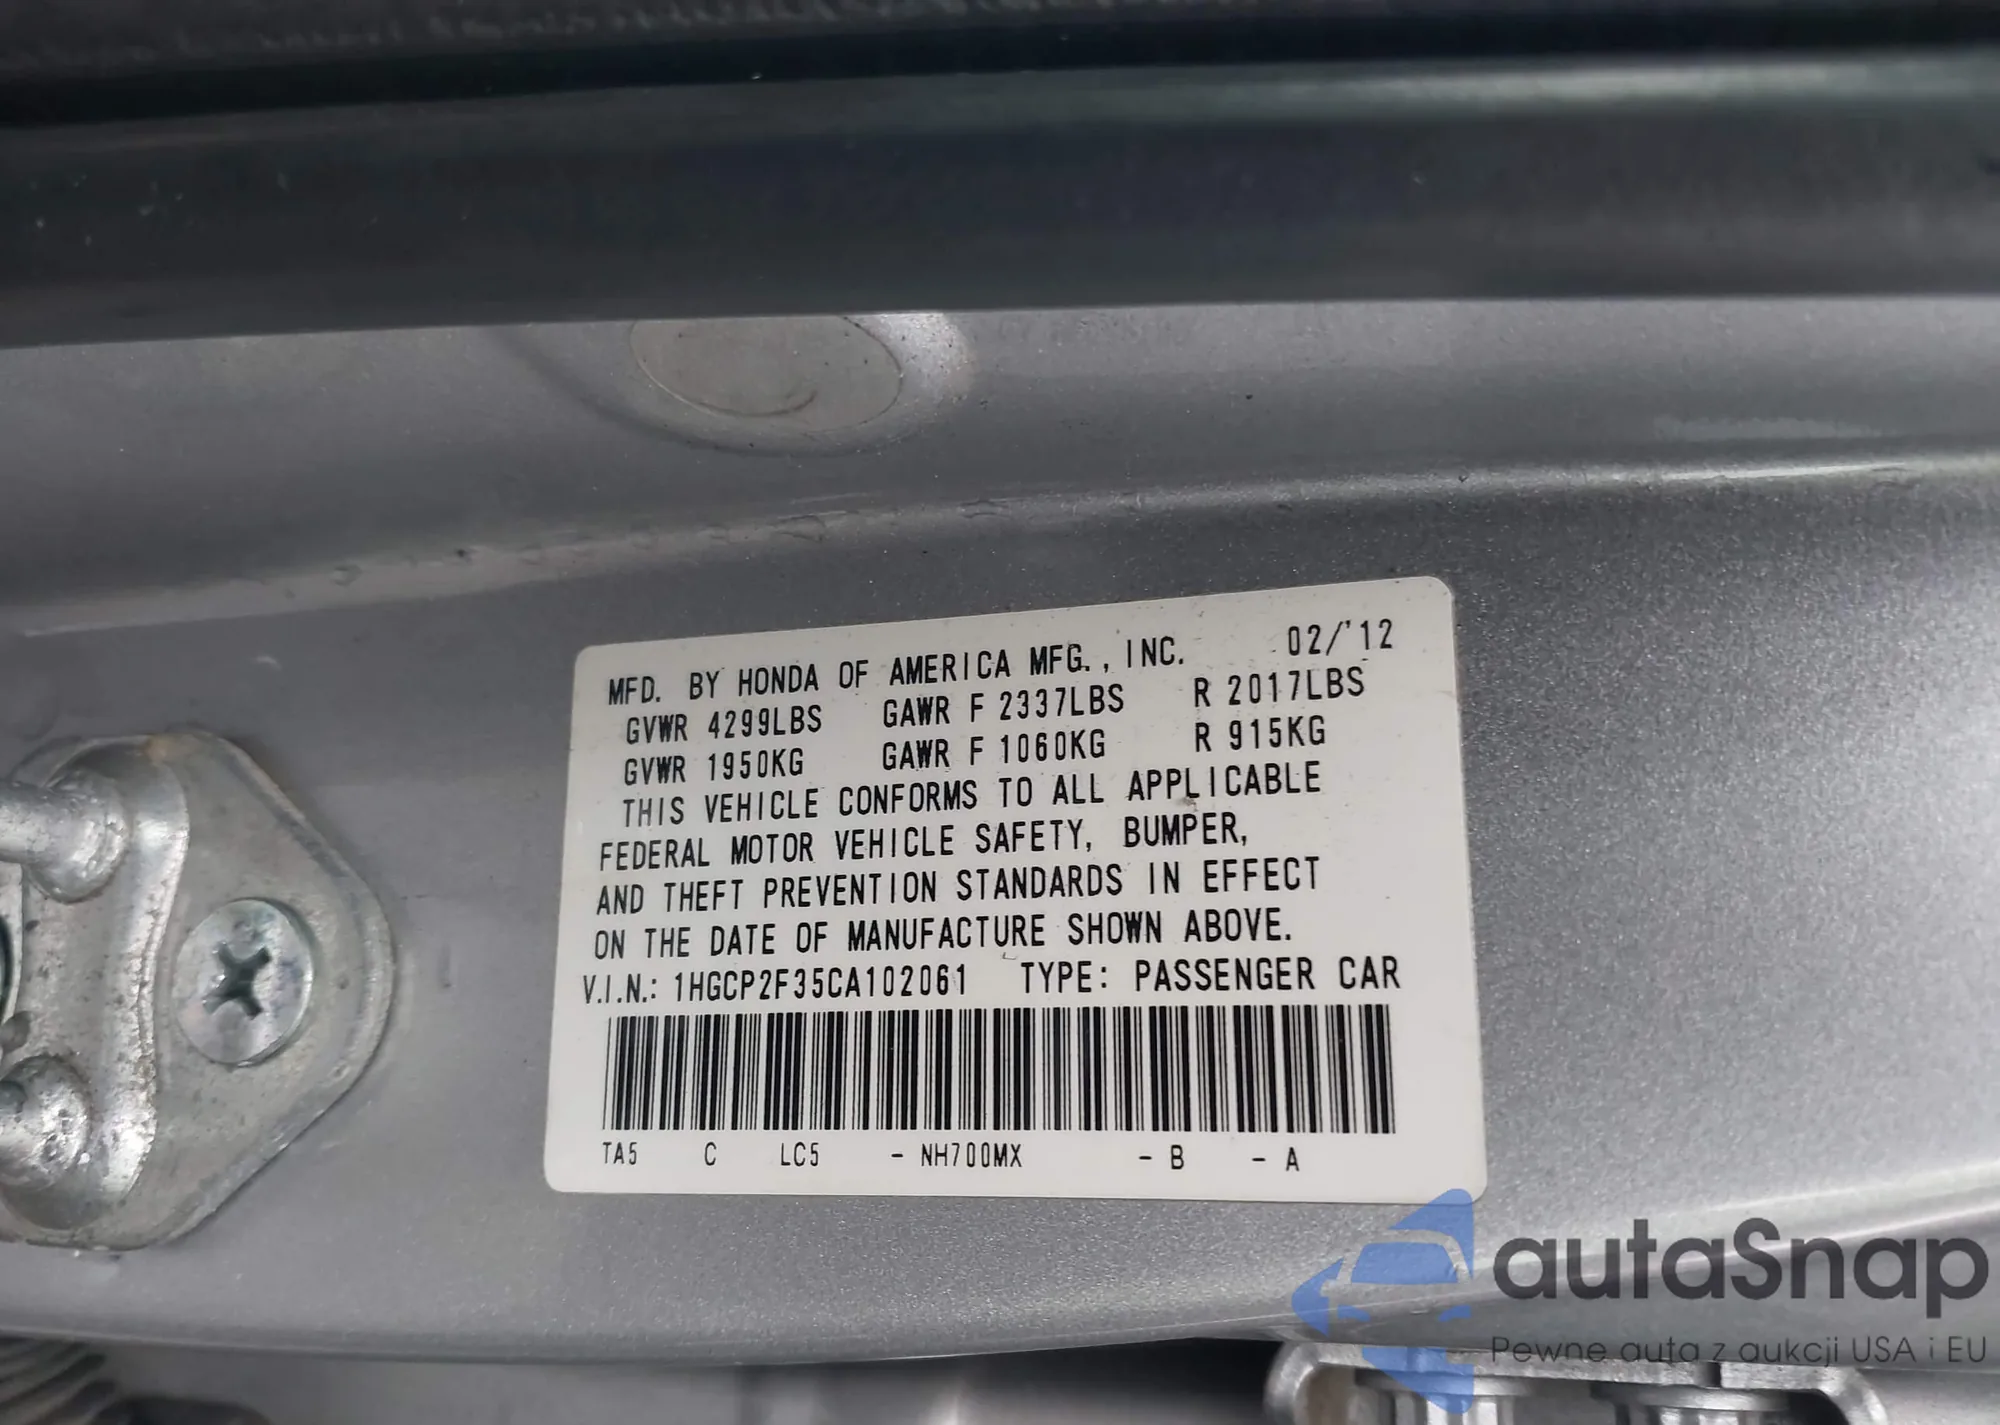 MFD. BY HONDA OF AMERICA MFG., INC. 02/'12
GVWR 4299LBS GAWR F 2337LBS R 2017LBS
GVWR 1950KG GAWR F 1060KG R 915KG
THIS VEHICLE CONFORMS TO ALL APPLICABLE
FEDERAL MOTOR VEHICLE SAFETY, BUMPER,
AND THEFT PREVENTION STANDARDS IN EFFECT
ON THE DATE OF MANUFACTURE SHOWN ABOVE.
V.I.N.: 1HGCP2F35CA102061 TYPE: PASSENGER CAR
TA5 C LC5 - NH700MX - B - A
autaSnap
Pewne auta z aukcji USA i EU